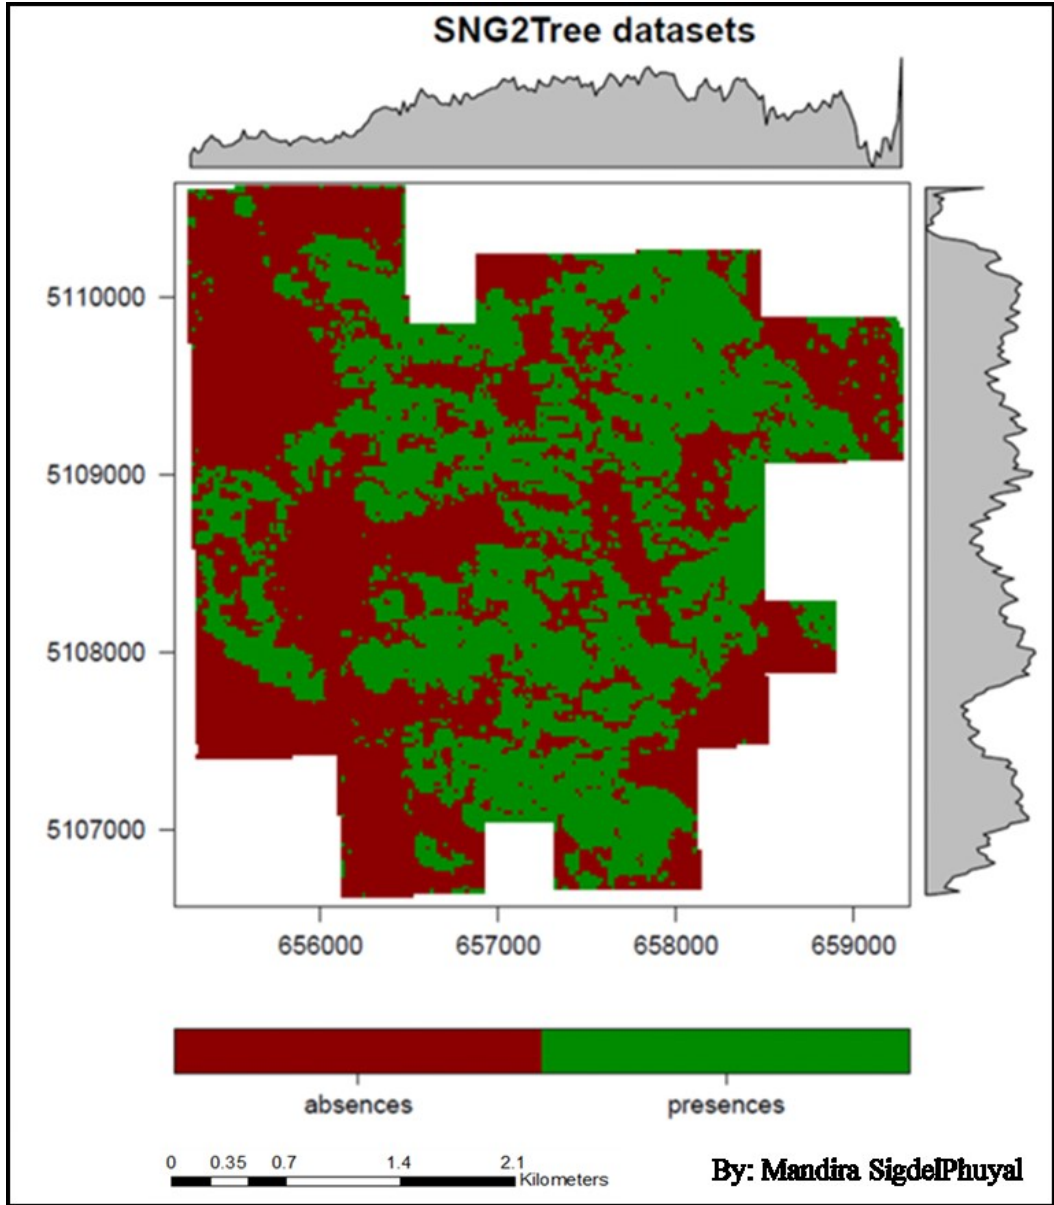 SNG2Tree datasets
5110000
5109000
5108000
5107000
656000 657000 658000 659000
absences presences
0 0.35 0.7 1.4 2.1
Kilometers
By: Mandira SigdelPhuyal